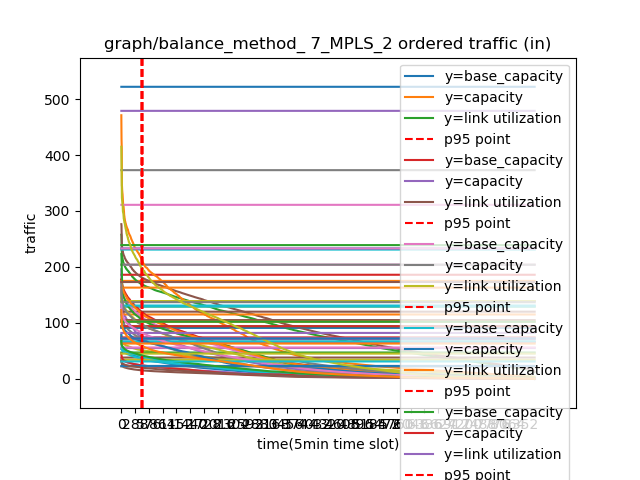 graph/balance_method_ 7_MPLS_2 ordered traffic (in)
traffic
500
400
300
200
100
0
time(5min time slot)
y=base_capacity
y=capacity
y=link utilization
p95 point
y=base_capacity
y=capacity
y=link utilization
p95 point
y=base_capacity
y=capacity
y=link utilization
p95 point
y=base_capacity
y=capacity
y=link utilization
p95 point
y=base_capacity
y=capacity
y=link utilization
p95 point